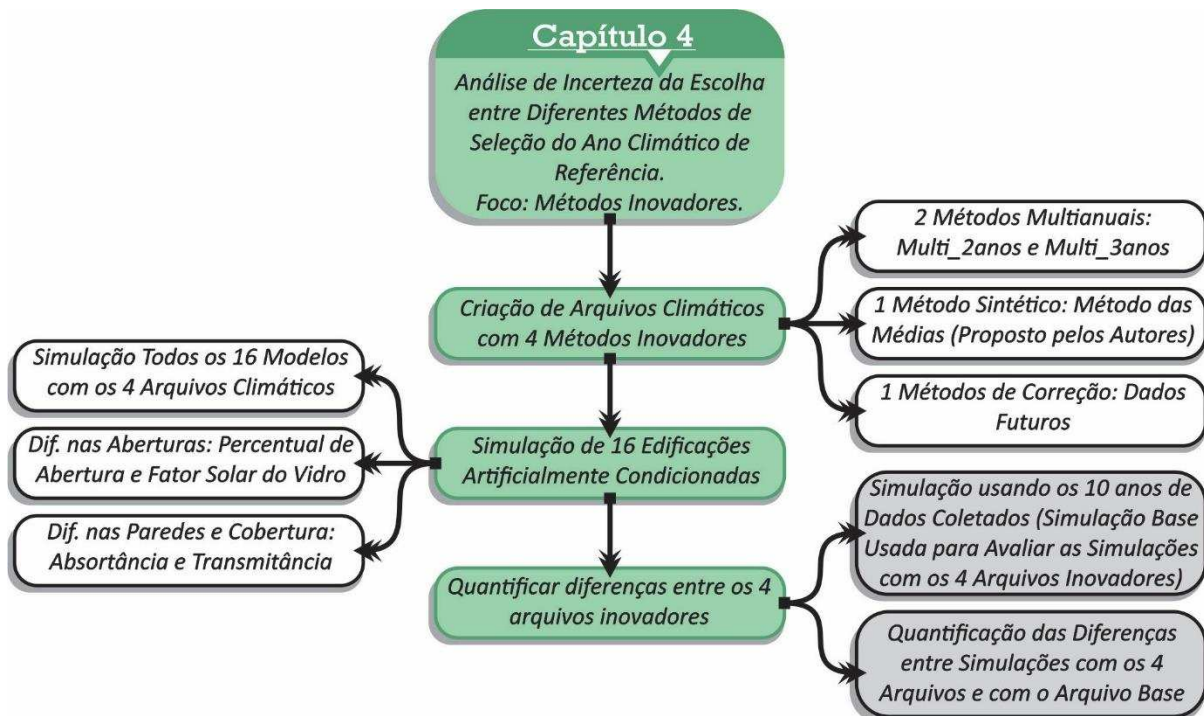 Capítulo 4
Análise de Incerteza da Escolha
entre Diferentes Métodos de
Seleção do Ano Climático de
Referência.
Foco: Métodos Inovadores.
2 Métodos Multianuais:
Multi_2anos e Multi_3anos
Criação de Arquivos Climáticos
com 4 Métodos Inovadores
1 Método Sintético: Método das
Médias (Proposto pelos Autores)
1 Métodos de Correção: Dados
Futuros
Simulação Todos os 16 Modelos
com os 4 Arquivos Climáticos
Dif. nas Aberturas: Percentual de
Abertura e Fator Solar do Vidro
Dif. nas Paredes e Cobertura:
Absortância e Transmitância
Simulação de 16 Edificações
Artificialmente Condicionadas
Quantificar diferenças entre os 4
arquivos inovadores
Simulação usando os 10 anos de
Dados Coletados (Simulação Base
Usada para Avaliar as Simulações
com os 4 Arquivos Inovadores)
Quantificação das Diferenças
entre Simulações com os 4
Arquivos e com o Arquivo Base